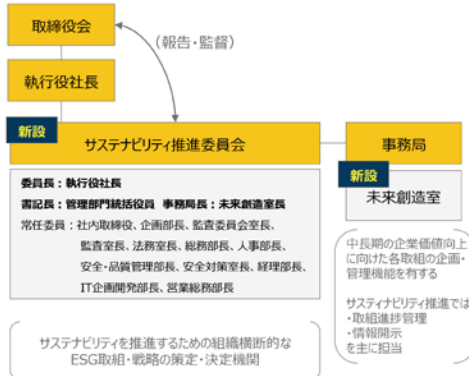 取締役会
(報告・監督)
執行役社長
新設
サステナビリティ推進委員会
事務局
委員長：執行役社長
書記長：管理部門統括役員 事務局長：未来創造室長
常任委員：社内取締役、企画部長、監査委員会室長、
監査室長、法務室長、総務部長、人事部長、
安全・品質管理部長、安全対策室長、経理部長、
IT企画開発部長、営業総務部長
新設
未来創造室
中長期の企業価値向上
に向けた各取組の企画・
管理機能を有する
サスティナビリティ推進では
・取組進捗管理
・情報開示
を主に担当
サステナビリティを推進するための組織横断的な
ESG取組・戦略の策定・決定機関